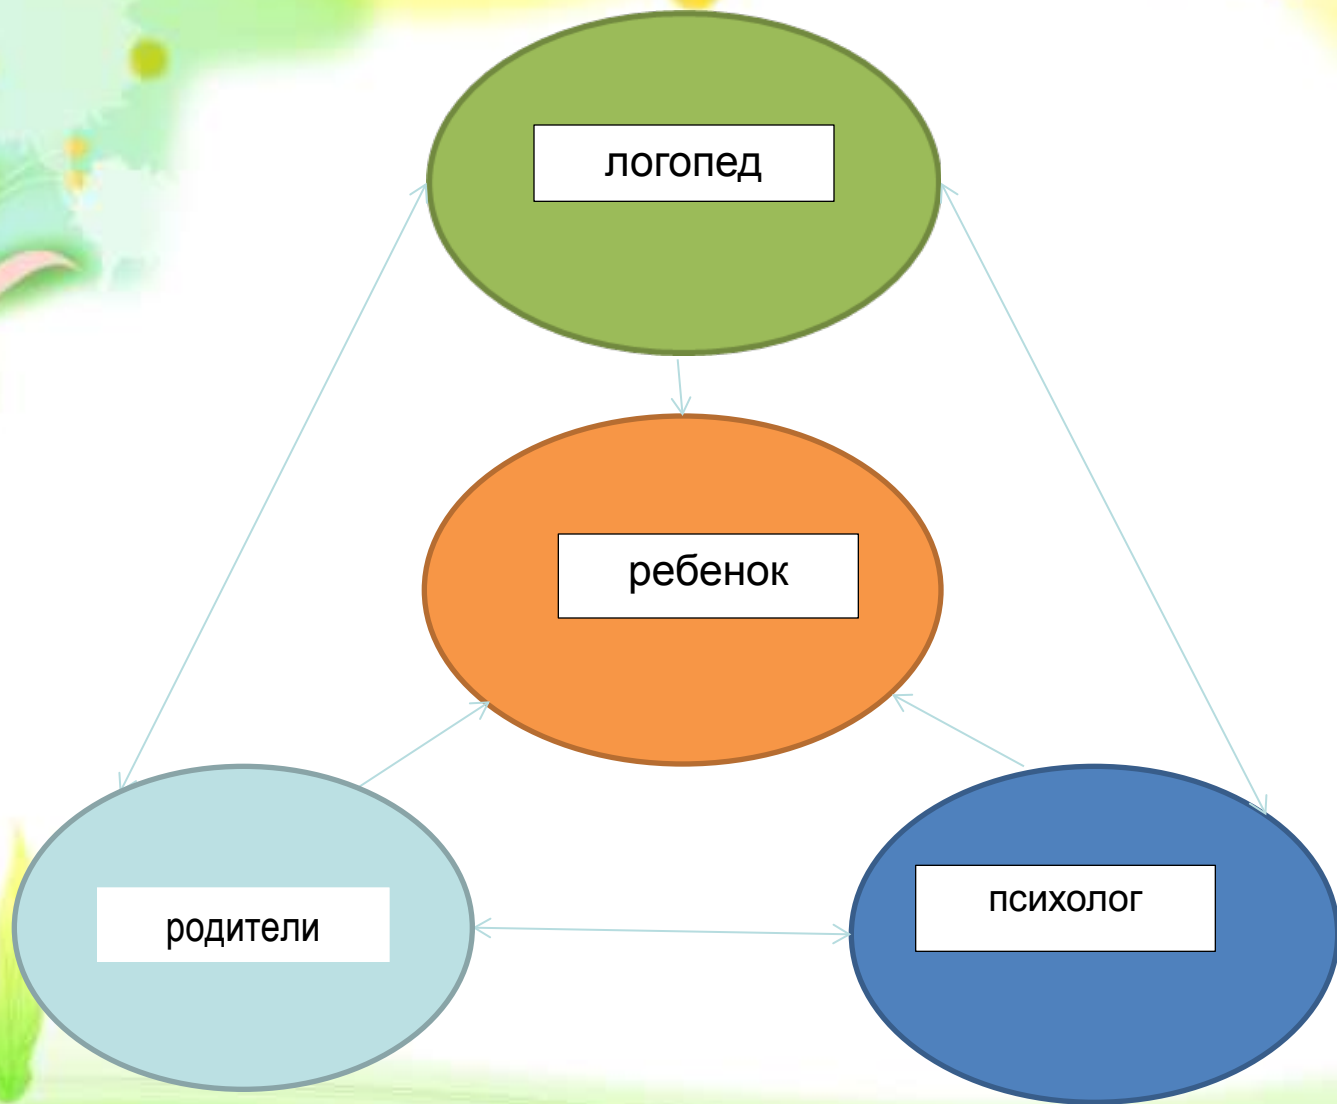 логопед
ребенок
родители
психолог